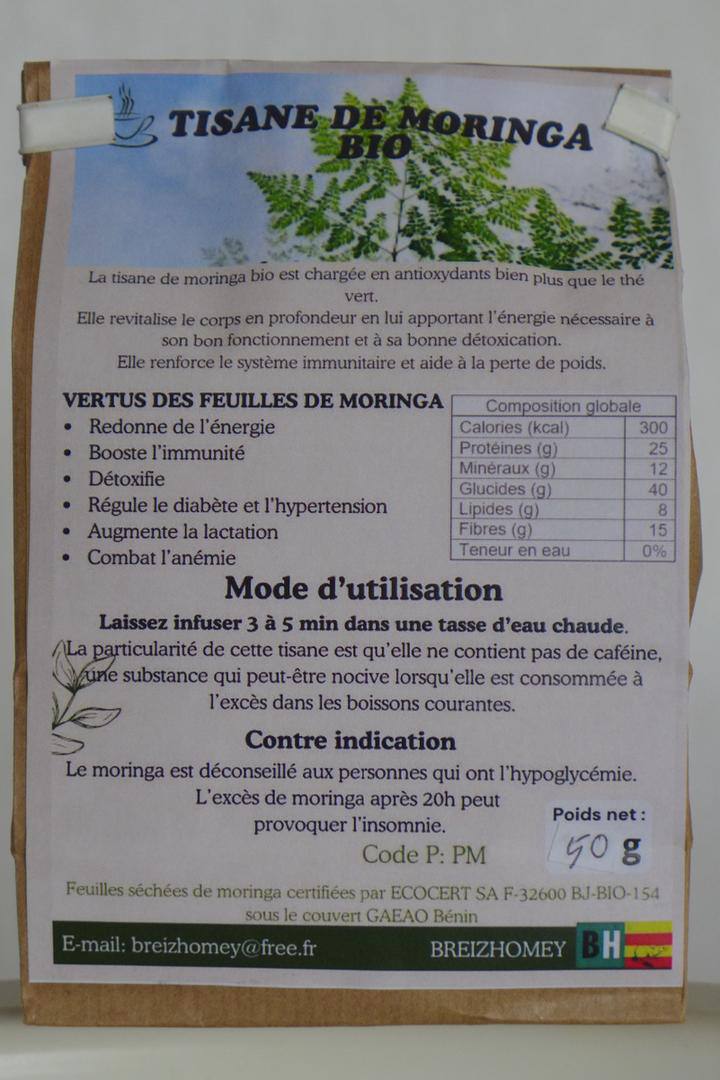 TISANE DE MORINGA
BIO
La tisane de moringa bio est chargée en antioxydants bien plus que le thé
vert.
Elle revitalise le corps en profondeur en lui apportant l'énergie nécessaire à
son bon fonctionnement et à sa bonne détoxication.
Elle renforce le système immunitaire et aide à la perte de poids.
VERTUS DES FEUILLES DE MORINGA
• Redonne de l'énergie
• Booste l'immunité
• Détoxifie
• Régule le diabète et l'hypertension
• Augmente la lactation
• Combat l'anémie
Composition globale
Calories (kcal) 300
Protéines (g) 25
Minéraux (g) 12
Glucides (g) 40
Lipides (g) 8
Fibres (g) 15
Teneur en eau 0%
Mode d'utilisation
Laissez infuser 3 à 5 min dans une tasse d'eau chaude.
La particularité de cette tisane est qu'elle ne contient pas de caféine,
une substance qui peut-être nocive lorsqu'elle est consommée à
l'excès dans les boissons courantes.
Contre indication
Le moringa est déconseillé aux personnes qui ont l'hypoglycémie.
L'excès de moringa après 20h peut
provoquer l'insomnie.
Poids net :
50 g
Code P: PM
Feuilles séchées de moringa certifiées par ECOCERT SA F-32600 BJ-BIO-154
sous le couvert GAEAO Bénin
E-mail: breizhomey@free.fr BREIZHOMEY BH